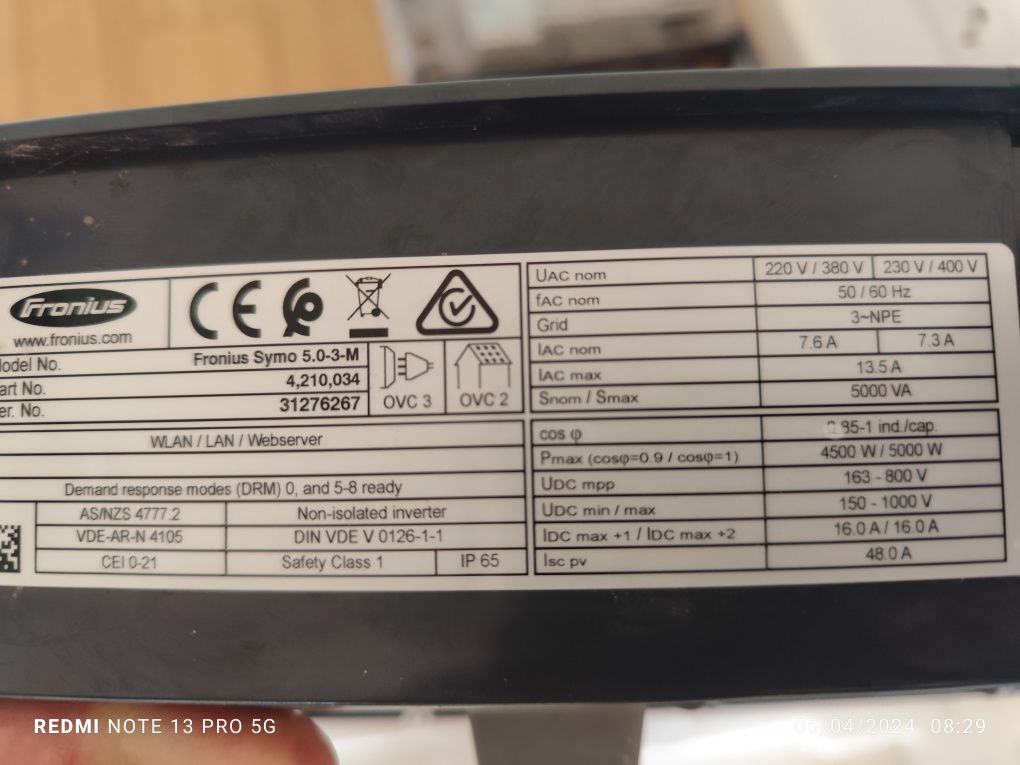 Fronius
www.fronius.com
odel No. Fronius Symo 5.0-3-M
art No. 4,210,034
er. No. 31276267
OVC 3 OVC 2
WLAN / LAN / Webserver
Demand response modes (DRM) 0, and 5-8 ready
AS/NZS 4777.2 Non-isolated inverter
VDE-AR-N 4105 DIN VDE V 0126-1-1
CEI 0-21 Safety Class 1 IP 65
UAC nom 220 V / 380 V 230 V / 400 V
fAC nom 50 / 60 Hz
Grid 3~NPE
IAC nom 7.6 A 7.3 A
IAC max 13.5 A
Snom / Smax 5000 VA
cos φ 0.85-1 ind./cap.
Pmax (cosφ=0.9 / cosφ=1) 4500 W / 5000 W
UDC mpp 163 - 800 V
UDC min / max 150 - 1000 V
IDC max +1 / IDC max +2 16.0 A / 16.0 A
Isc pv 48.0 A
REDMI NOTE 13 PRO 5G
05/04/2024 08:29